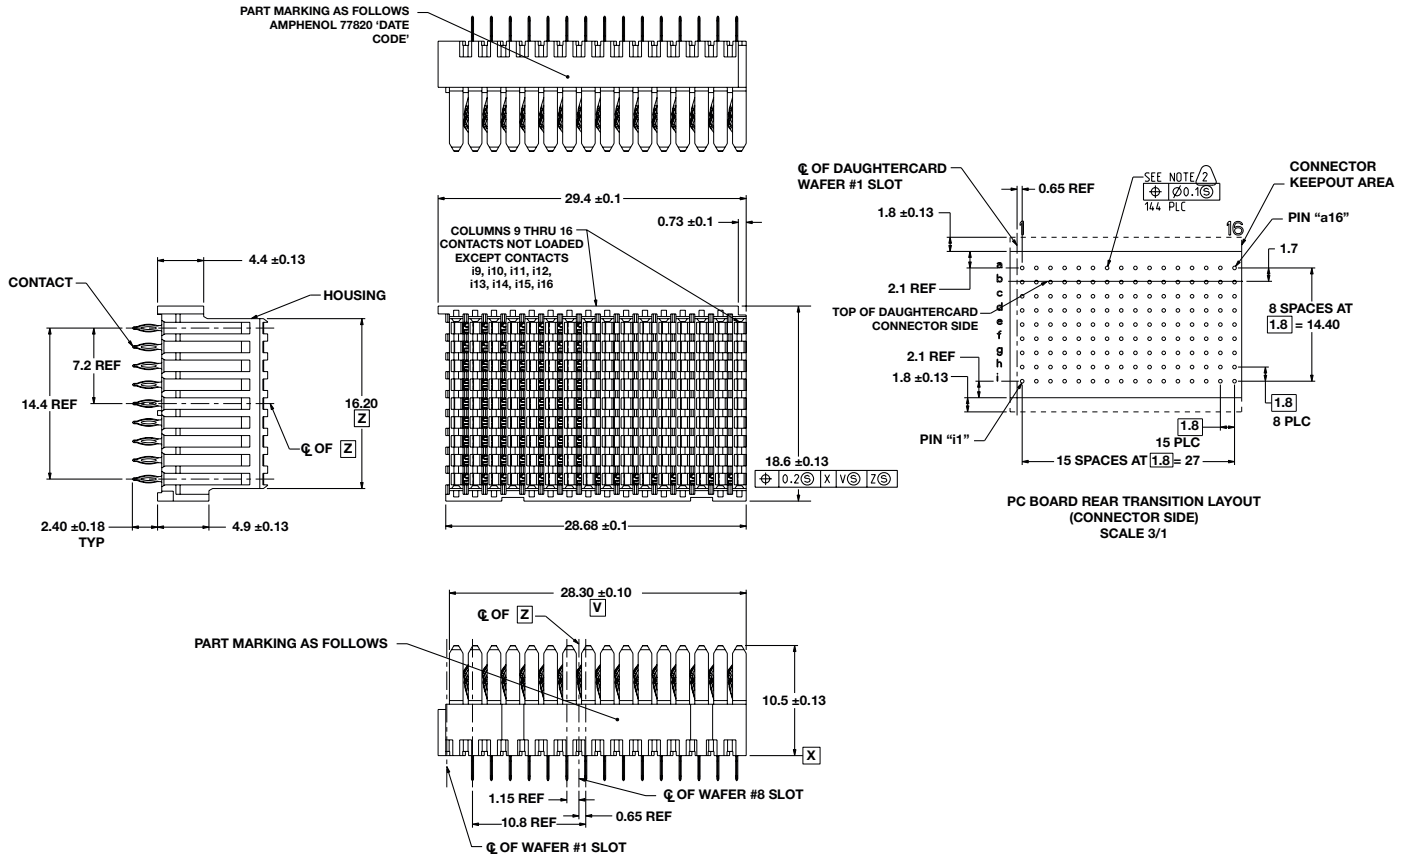 PART MARKING AS FOLLOWS
AMPHENOL 77820 ‘DATE
CODE’
29.4 ±0.1
0.73 ±0.1
COLUMNS 9 THRU 16
CONTACTS NOT LOADED
EXCEPT CONTACTS
i9, i10, i11, i12,
i13, i14, i15, i16
4.4 ±0.13
CONTACT
HOUSING
7.2 REF
14.4 REF
16.20
Z
℄ OF Z
2.40 ±0.18
TYP
4.9 ±0.13
18.6 ±0.13
⌖ 0.2Ⓢ X VⓈ ZⓈ
28.68 ±0.1
℄ OF DAUGHTERCARD
WAFER #1 SLOT
0.65 REF
SEE NOTE 2
⌖ Ø0.1Ⓢ
144 PLC
CONNECTOR
KEEPOUT AREA
1.8 ±0.13
PIN “a16”
1
16
1.7
2.1 REF
a
b
c
d
e
f
g
h
i
TOP OF DAUGHTERCARD
CONNECTOR SIDE
8 SPACES AT
1.8 = 14.40
2.1 REF
1.8 ±0.13
PIN “i1”
1.8
8 PLC
1.8
15 PLC
15 SPACES AT 1.8 = 27
PC BOARD REAR TRANSITION LAYOUT
(CONNECTOR SIDE)
SCALE 3/1
28.30 ±0.10
V
℄ OF Z
PART MARKING AS FOLLOWS
10.5 ±0.13
X
1.15 REF
℄ OF WAFER #8 SLOT
0.65 REF
10.8 REF
℄ OF WAFER #1 SLOT